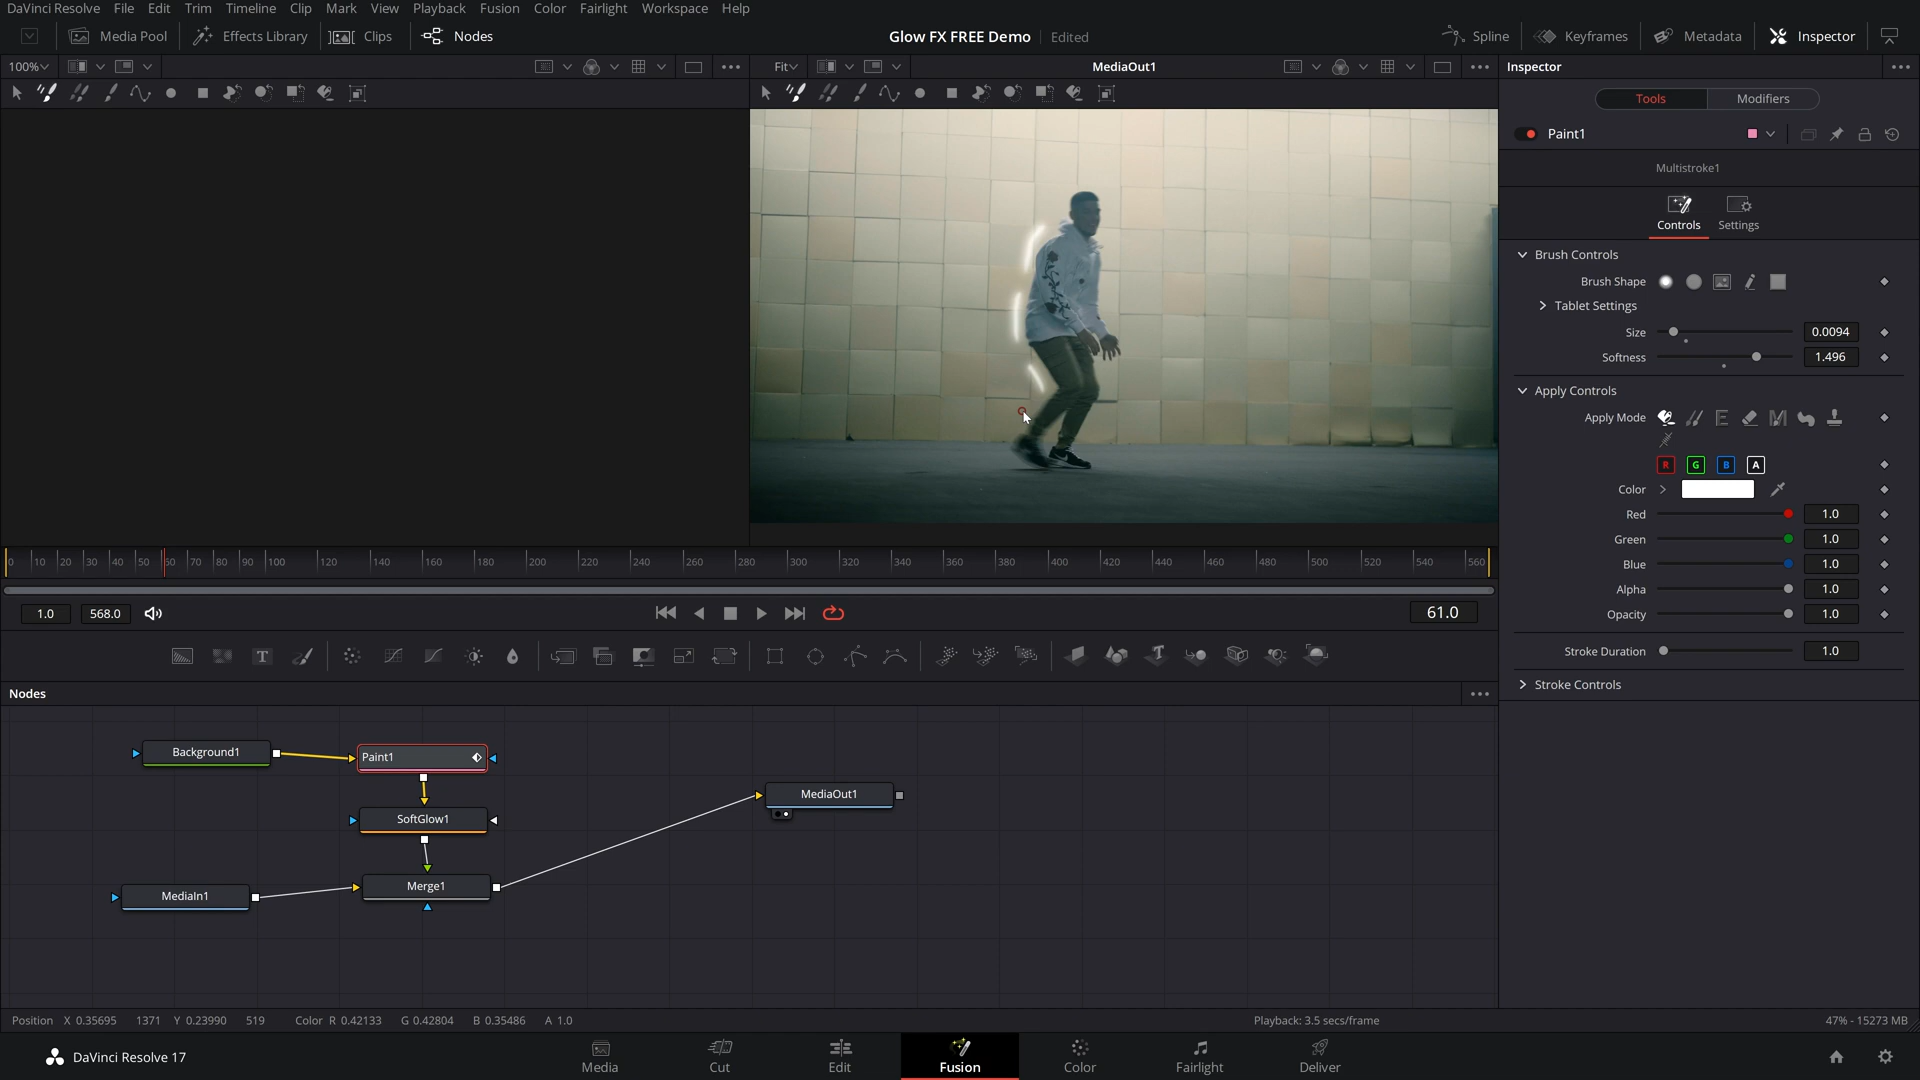 DaVinci Resolve File Edit Trim Timeline Clip Mark View Playback Fusion Color Fairlight Workspace Help
Media Pool Effects Library Clips Nodes Glow FX FREE Demo Edited Spline Keyframes Metadata Inspector
100% Fit MediaOut1 Inspector
Tools Modifiers
Paint1
Multistroke1
Controls Settings
Brush Controls
Brush Shape
Tablet Settings
Size 0.0094
Softness 1.496
Apply Controls
Apply Mode
R G B A
Color
Red 1.0
Green 1.0
Blue 1.0
Alpha 1.0
Opacity 1.0
Stroke Duration 1.0
Stroke Controls
0 10 20 30 40 50 60 70 80 90 100 120 140 160 180 200 220 240 260 280 300 320 340 360 380 400 420 440 460 480 500 520 540 560
1.0 568.0 61.0
Nodes
Background1 Paint1
MediaOut1
SoftGlow1
Merge1
MediaIn1
Position X 0.35695 1371 Y 0.23990 519 Color R 0.42133 G 0.42804 B 0.35486 A 1.0 Playback: 3.5 secs/frame 47% - 15273 MB
DaVinci Resolve 17 Media Cut Edit Fusion Color Fairlight Deliver